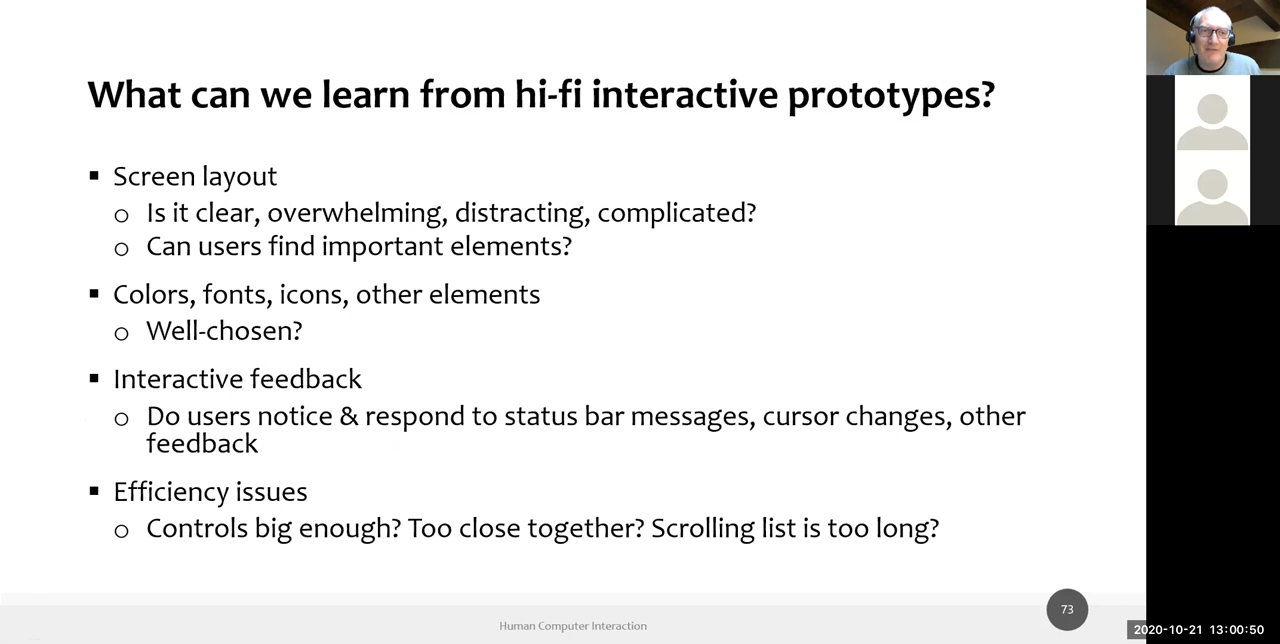 What can we learn from hi-fi interactive prototypes?
▪ Screen layout
o Is it clear, overwhelming, distracting, complicated?
o Can users find important elements?
▪ Colors, fonts, icons, other elements
o Well-chosen?
▪ Interactive feedback
o Do users notice & respond to status bar messages, cursor changes, other
feedback
▪ Efficiency issues
o Controls big enough? Too close together? Scrolling list is too long?
73
Human Computer Interaction
2020-10-21 13:00:50